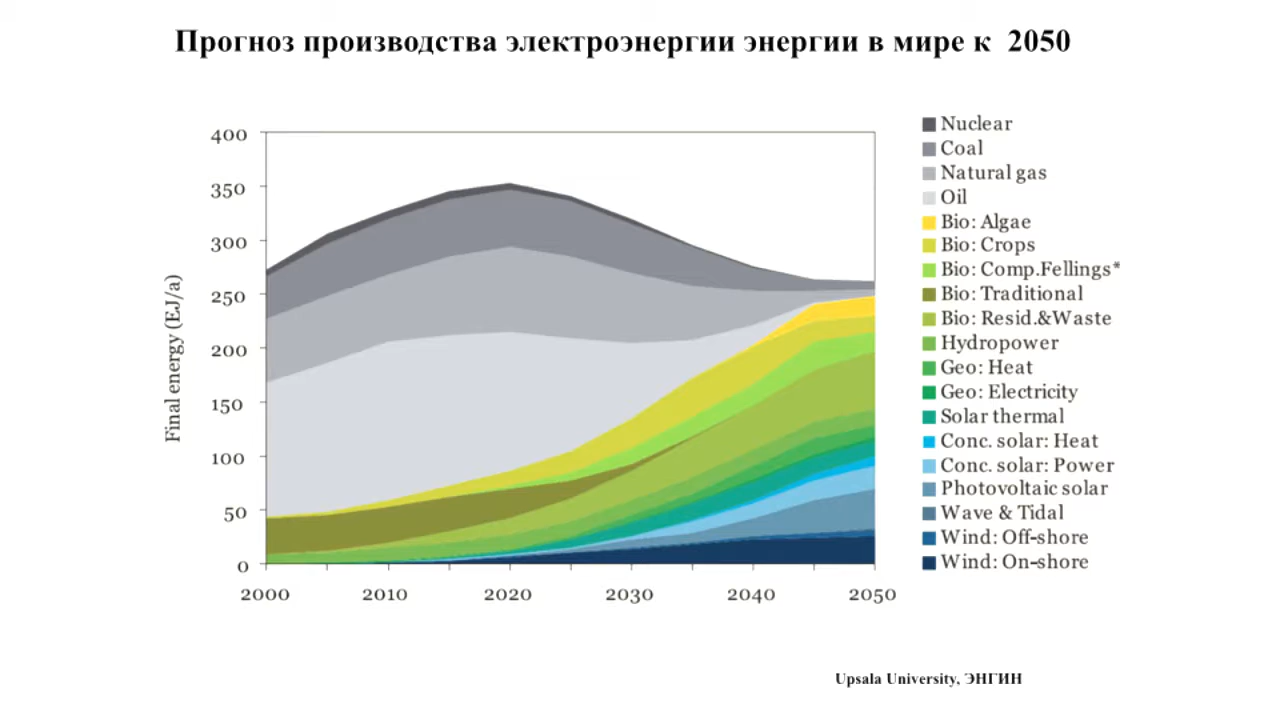 Прогноз производства электроэнергии энергии в мире к 2050
400
350
300
250
200
150
100
50
0
Final energy (EJ/a)
2000 2010 2020 2030 2040 2050
Nuclear
Coal
Natural gas
Oil
Bio: Algae
Bio: Crops
Bio: Comp.Fellings*
Bio: Traditional
Bio: Resid.&Waste
Hydropower
Geo: Heat
Geo: Electricity
Solar thermal
Conc. solar: Heat
Conc. solar: Power
Photovoltaic solar
Wave & Tidal
Wind: Off-shore
Wind: On-shore
Upsala University, ЭНГИН